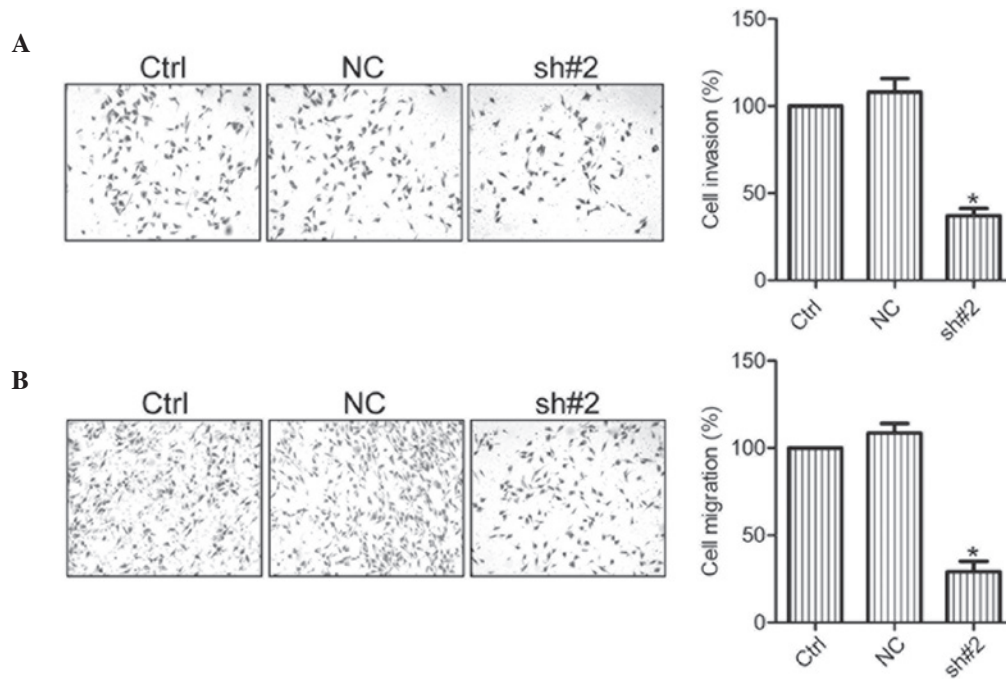 A
Ctrl
NC
sh#2
Cell invasion (%)
150
100
50
0
*
Ctrl
NC
sh#2
B
Ctrl
NC
sh#2
Cell migration (%)
150
100
50
0
*
Ctrl
NC
sh#2